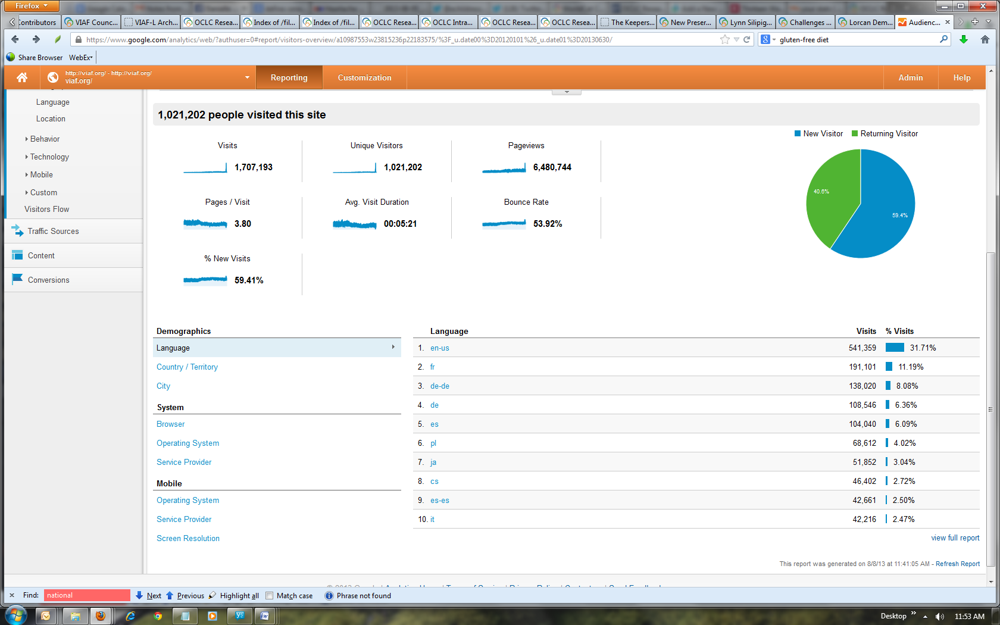 Firefox
Contributors
VIAF Counc...
VIAF-L Arch...
OCLC Resea...
Index of /fil...
Index of /fil...
OCLC Resea...
OCLC Intra...
OCLC Resea...
OCLC Resea...
The Keepers...
New Preser...
Lynn Silipig...
Challenges ...
Lorcan Dem...
Audienc...
https://www.google.com/analytics/web/?authuser=0#report/visitors-overview/a10987553w23815236p22183575/%3F_u.date00%3D20120101%26_u.date01%3D20130630/
gluten-free diet
Share Browser WebEx
http://viaf.org/ - http://viaf.org/
viaf.org/
Reporting
Customization
Admin
Help
Language
Location
Behavior
Technology
Mobile
Custom
Visitors Flow
Traffic Sources
Content
Conversions
1,021,202 people visited this site
New Visitor Returning Visitor
Visits
1,707,193
Unique Visitors
1,021,202
Pageviews
6,480,744
Pages / Visit
3.80
Avg. Visit Duration
00:05:21
Bounce Rate
53.92%
% New Visits
59.41%
40.6%
59.4%
Demographics
Language
Country / Territory
City
System
Browser
Operating System
Service Provider
Mobile
Operating System
Service Provider
Screen Resolution
Language Visits % Visits
1. en-us 541,359 31.71%
2. fr 191,101 11.19%
3. de-de 138,020 8.08%
4. de 108,546 6.36%
5. es 104,040 6.09%
6. pl 68,612 4.02%
7. ja 51,852 3.04%
8. cs 46,402 2.72%
9. es-es 42,661 2.50%
10. it 42,216 2.47%
view full report
This report was generated on 8/8/13 at 11:41:05 AM - Refresh Report
Find: national Next Previous Highlight all Match case Phrase not found
Desktop 11:53 AM